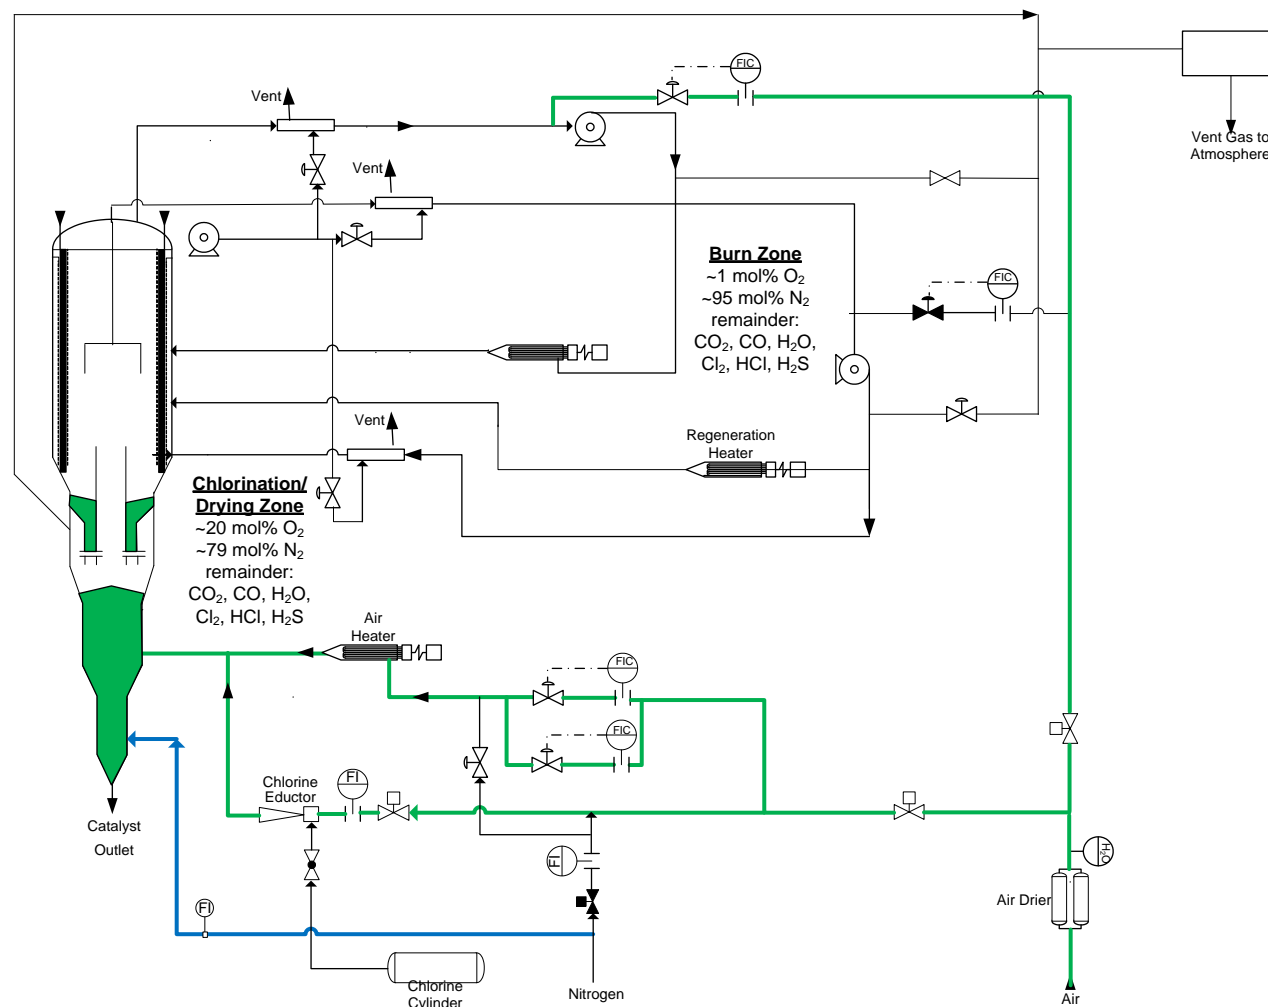 FIC
Vent
Vent Gas to
Atmosphere
Vent
Burn Zone
~1 mol% O₂
~95 mol% N₂
remainder:
CO₂, CO, H₂O,
Cl₂, HCl, H₂S
FIC
Vent
Regeneration
Heater
Chlorination/
Drying Zone
~20 mol% O₂
~79 mol% N₂
remainder:
CO₂, CO, H₂O,
Cl₂, HCl, H₂S
Air
Heater
FIC
FIC
Chlorine
Eductor
FI
Catalyst
Outlet
FI
H₂O
Air Drier
FI
Chlorine
Cylinder
Nitrogen
Air